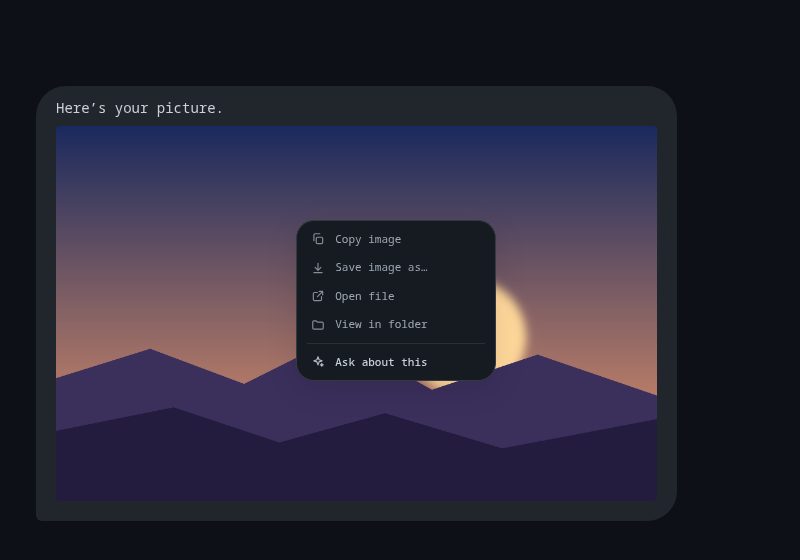 Here’s your picture.
Copy image
Save image as…
Open file
View in folder
Ask about this